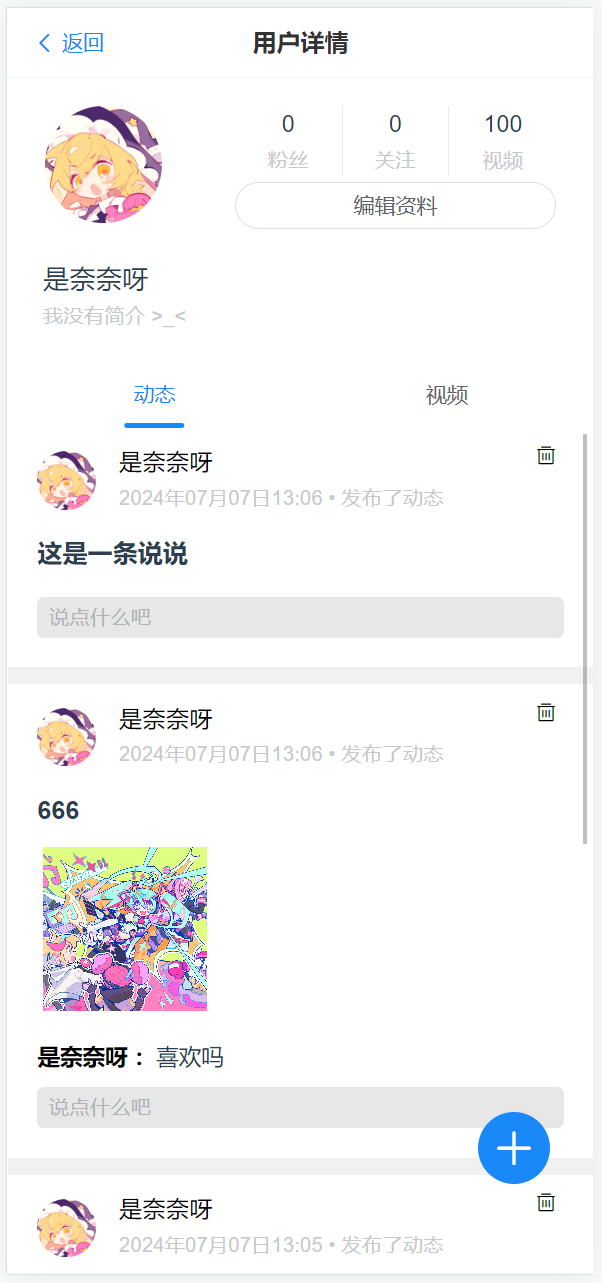 返回
用户详情
0
0
100
粉丝
关注
视频
编辑资料
是奈奈呀
我没有简介 >_<
动态
视频
是奈奈呀
2024年07月07日13:06 • 发布了动态
这是一条说说
说点什么吧
是奈奈呀
2024年07月07日13:06 • 发布了动态
666
是奈奈呀： 喜欢吗
说点什么吧
是奈奈呀
2024年07月07日13:05 • 发布了动态